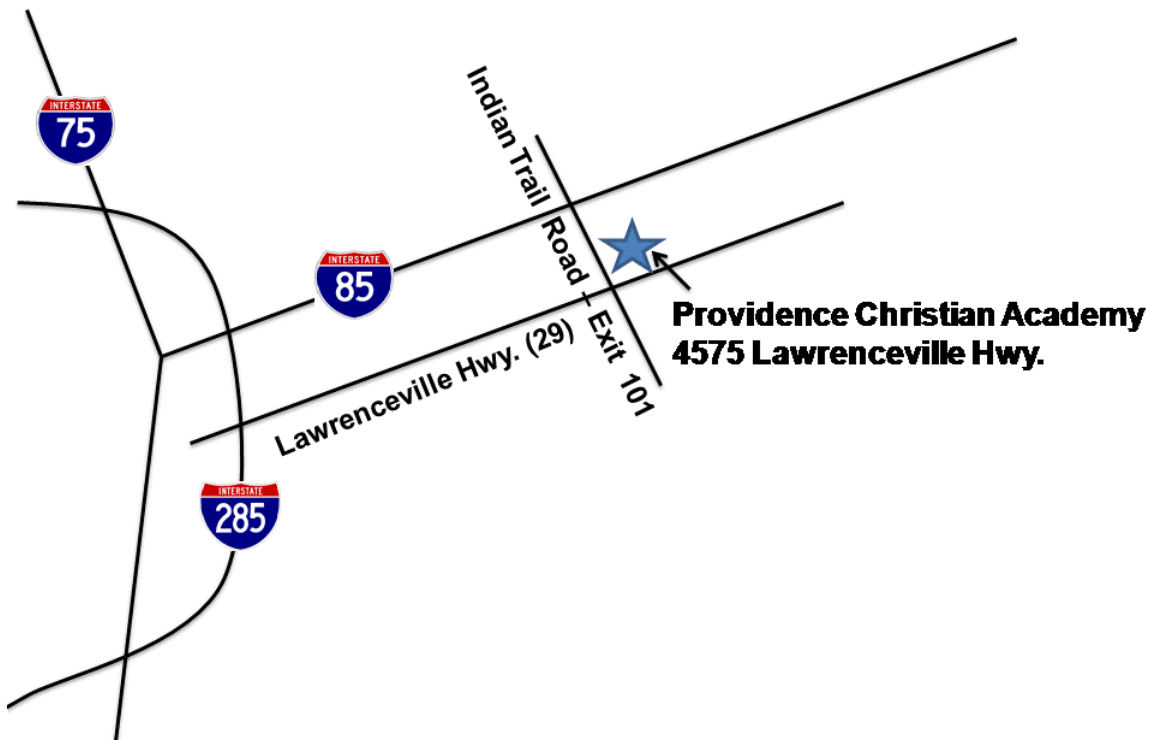 INTERSTATE
75
Indian Trail Road – Exit 101
INTERSTATE
85
Providence Christian Academy
4575 Lawrenceville Hwy.
Lawrenceville Hwy. (29)
INTERSTATE
285